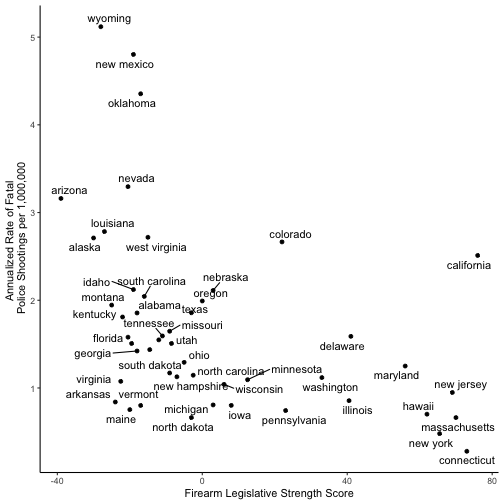 wyoming
5
new mexico
oklahoma
4
nevada
arizona
3
louisiana
alaska
west virginia
colorado
california
idaho
south carolina
nebraska
montana
oregon
2
kentucky
alabama
texas
tennessee
missouri
florida
utah
delaware
georgia
ohio
south dakota
north carolina
minnesota
maryland
virginia
new hampshire
wisconsin
washington
new jersey
1
arkansas
vermont
michigan
iowa
illinois
hawaii
maine
north dakota
pennsylvania
massachusetts
new york
connecticut
-40
0
40
80
Firearm Legislative Strength Score
Annualized Rate of Fatal
Police Shootings per 1,000,000